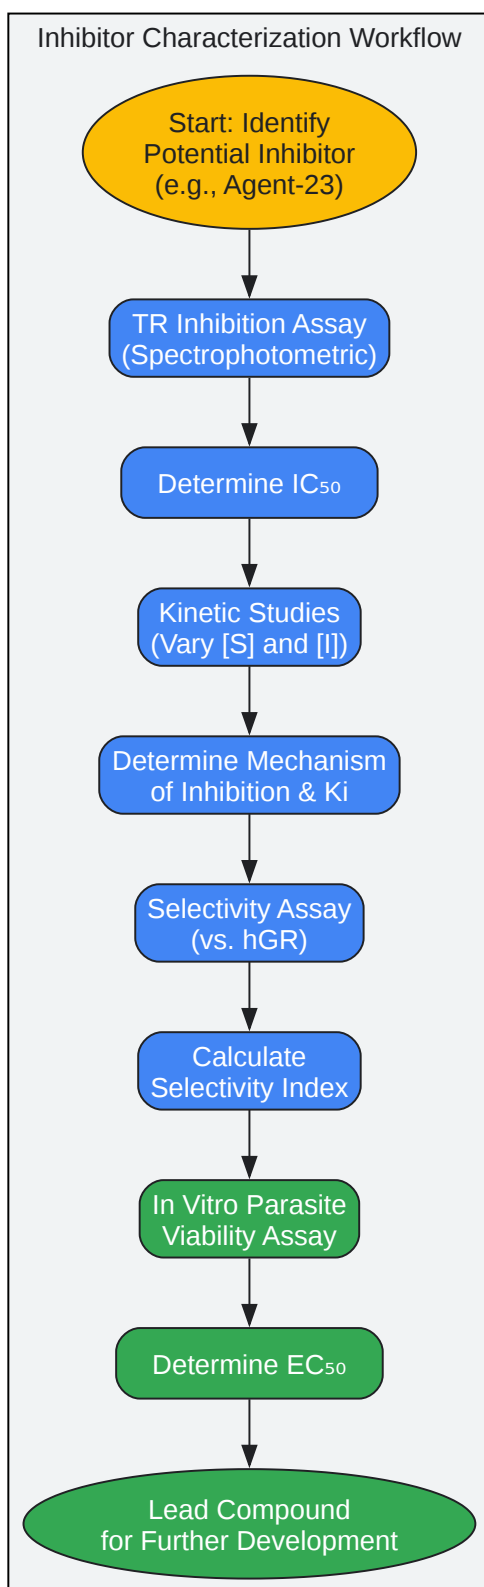 Inhibitor Characterization Workflow
Start: Identify
Potential Inhibitor
(e.g., Agent-23)
TR Inhibition Assay
(Spectrophotometric)
Determine IC₅₀
Kinetic Studies
(Vary [S] and [I])
Determine Mechanism
of Inhibition & Ki
Selectivity Assay
(vs. hGR)
Calculate
Selectivity Index
In Vitro Parasite
Viability Assay
Determine EC₅₀
Lead Compound
for Further Development